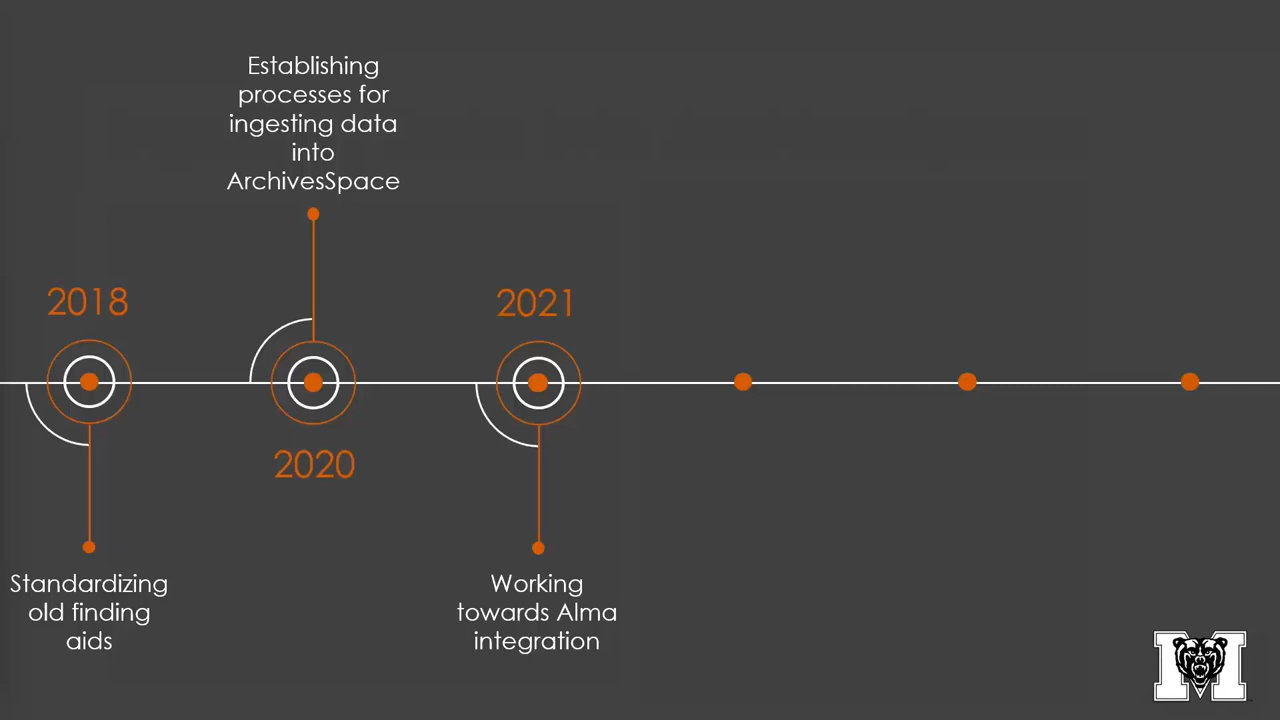 2018
Standardizing
old finding
aids
Establishing
processes for
ingesting data
into
ArchivesSpace
2020
2021
Working
towards Alma
integration
M